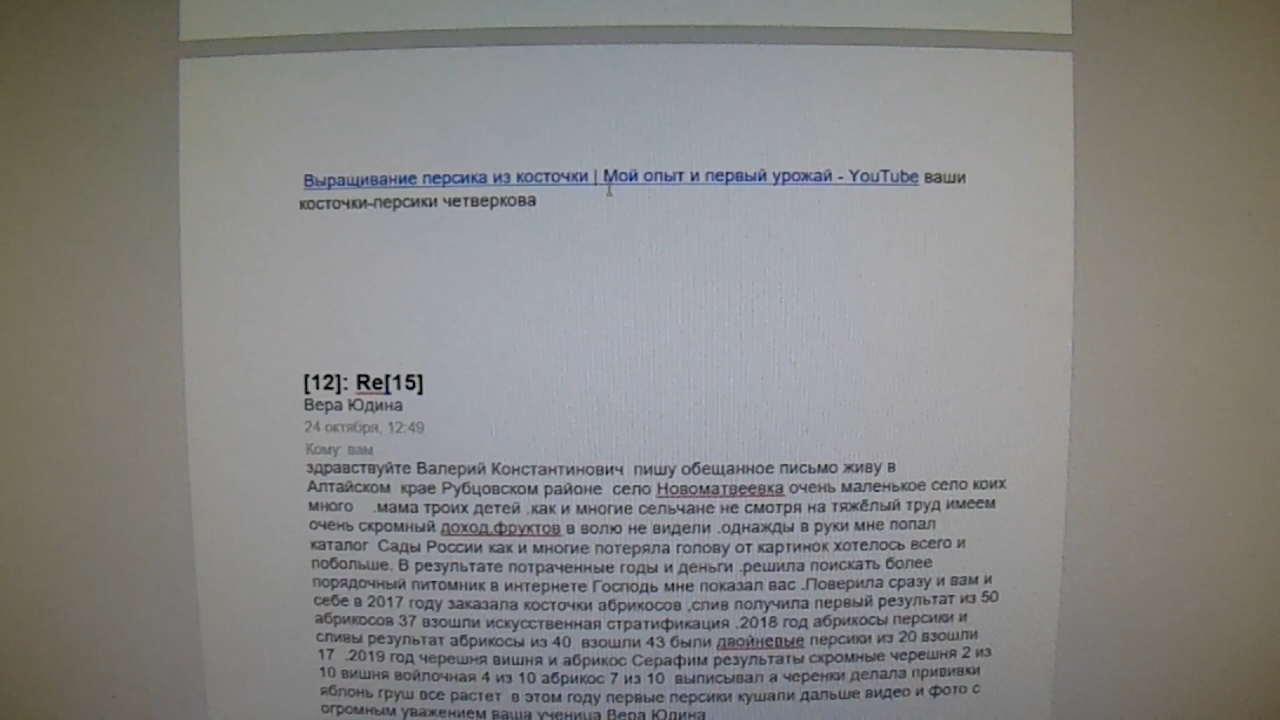 Выращивание персика из косточки | Мой опыт и первый урожай - YouTube ваши
косточки-персики четверкова
[12]: Re[15]
Вера Юдина
24 октября, 12:49
Кому: вам
здравствуйте Валерий Константинович пишу обещанное письмо живу в
Алтайском крае Рубцовском районе село Новоматвеевка очень маленькое село коих
много .мама троих детей .как и многие сельчане не смотря на тяжёлый труд имеем
очень скромный доход.фруктов в волю не видели .однажды в руки мне попал
каталог Сады России как и многие потеряла голову от картинок хотелось всего и
побольше. В результате потраченные годы и деньги .решила поискать более
порядочный питомник в интернете Господь мне показал вас .Поверила сразу и вам и
себе в 2017 году заказала косточки абрикосов ,слив получила первый результат из 50
абрикосов 37 взошли искусственная стратификация .2018 год абрикосы персики и
сливы результат абрикосы из 40 взошли 43 были двойневые персики из 20 взошли
17 .2019 год черешня вишня и абрикос Серафим результаты скромные черешня 2 из
10 вишня войлочная 4 из 10 абрикос 7 из 10 выписывал а черенки делала прививки
яблонь груш все растет в этом году первые персики кушали дальше видео и фото с
огромным уважением ваша ученица Вера Юдина